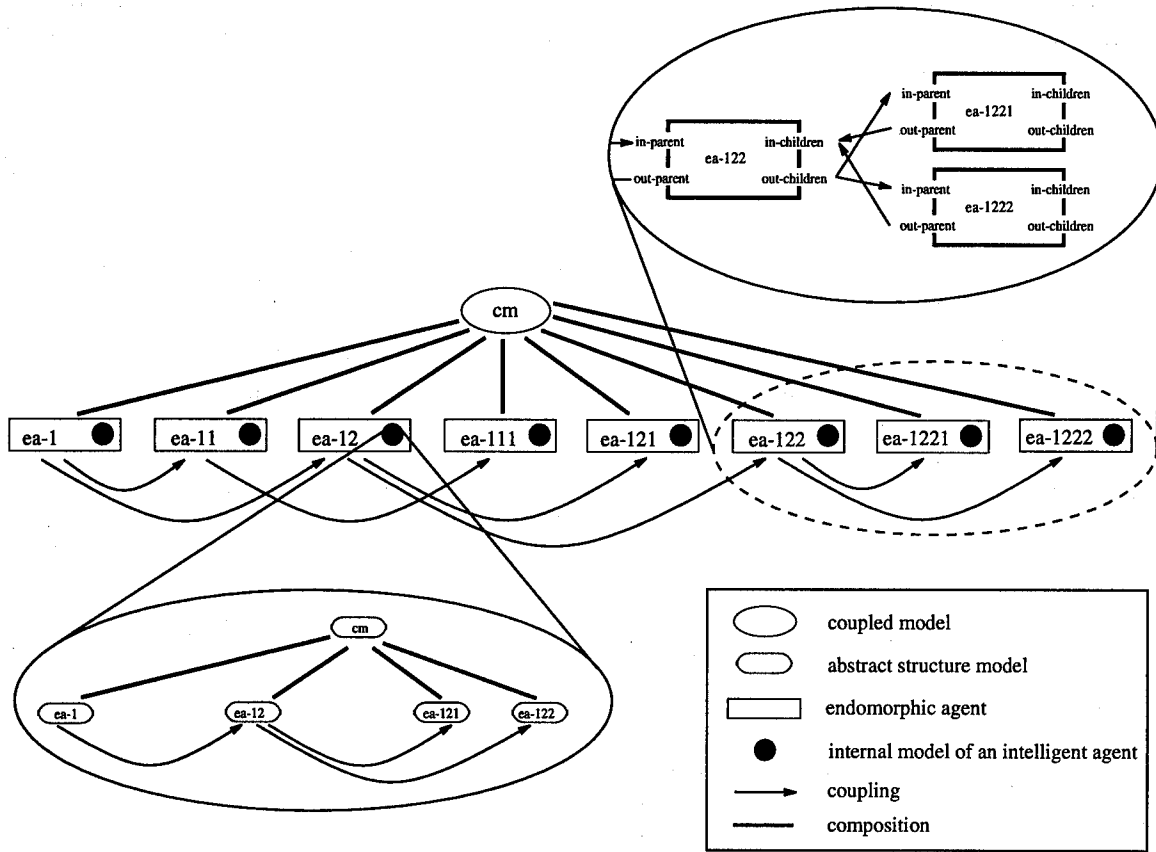 in-parent
in-children
ea-1221
out-parent
out-children
in-parent
in-children
ea-122
out-parent
out-children
in-parent
in-children
ea-1222
out-parent
out-children
cm
ea-1
ea-11
ea-12
ea-111
ea-121
ea-122
ea-1221
ea-1222
cm
ea-1
ea-12
ea-121
ea-122
coupled model
abstract structure model
endomorphic agent
internal model of an intelligent agent
coupling
composition